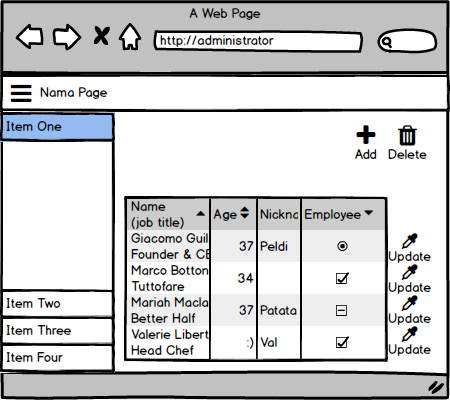 A Web Page
http://administrator
Nama Page
Item One
Add
Delete
Name
(job title)
Age
Nickna
Employee
Giacomo Guil
Founder & CE
37
Peldi
Update
Marco Botton
Tuttofare
34
Update
Mariah Macla
Better Half
37
Patata
Update
Valerie Libert
Head Chef
:)
Val
Update
Item Two
Item Three
Item Four